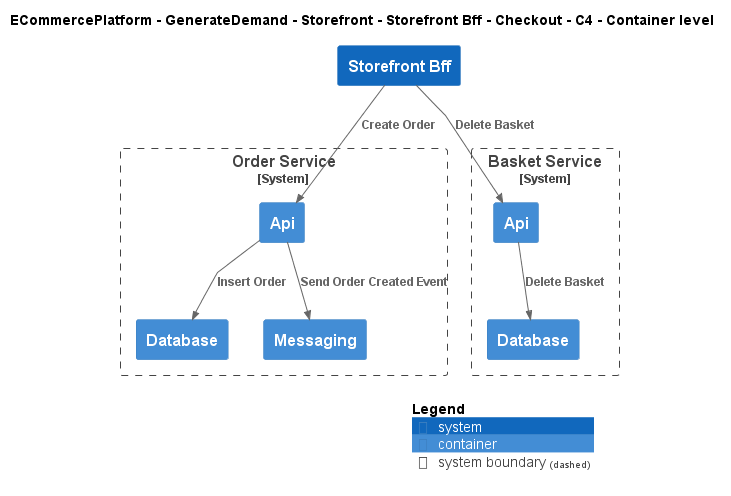 ECommercePlatform - GenerateDemand - Storefront - Storefront Bff - Checkout - C4 - Container level
Storefront Bff
Create Order
Delete Basket
Order Service
[System]
Basket Service
[System]
Api
Api
Insert Order
Send Order Created Event
Delete Basket
Database
Messaging
Database
Legend
system
container
system boundary (dashed)